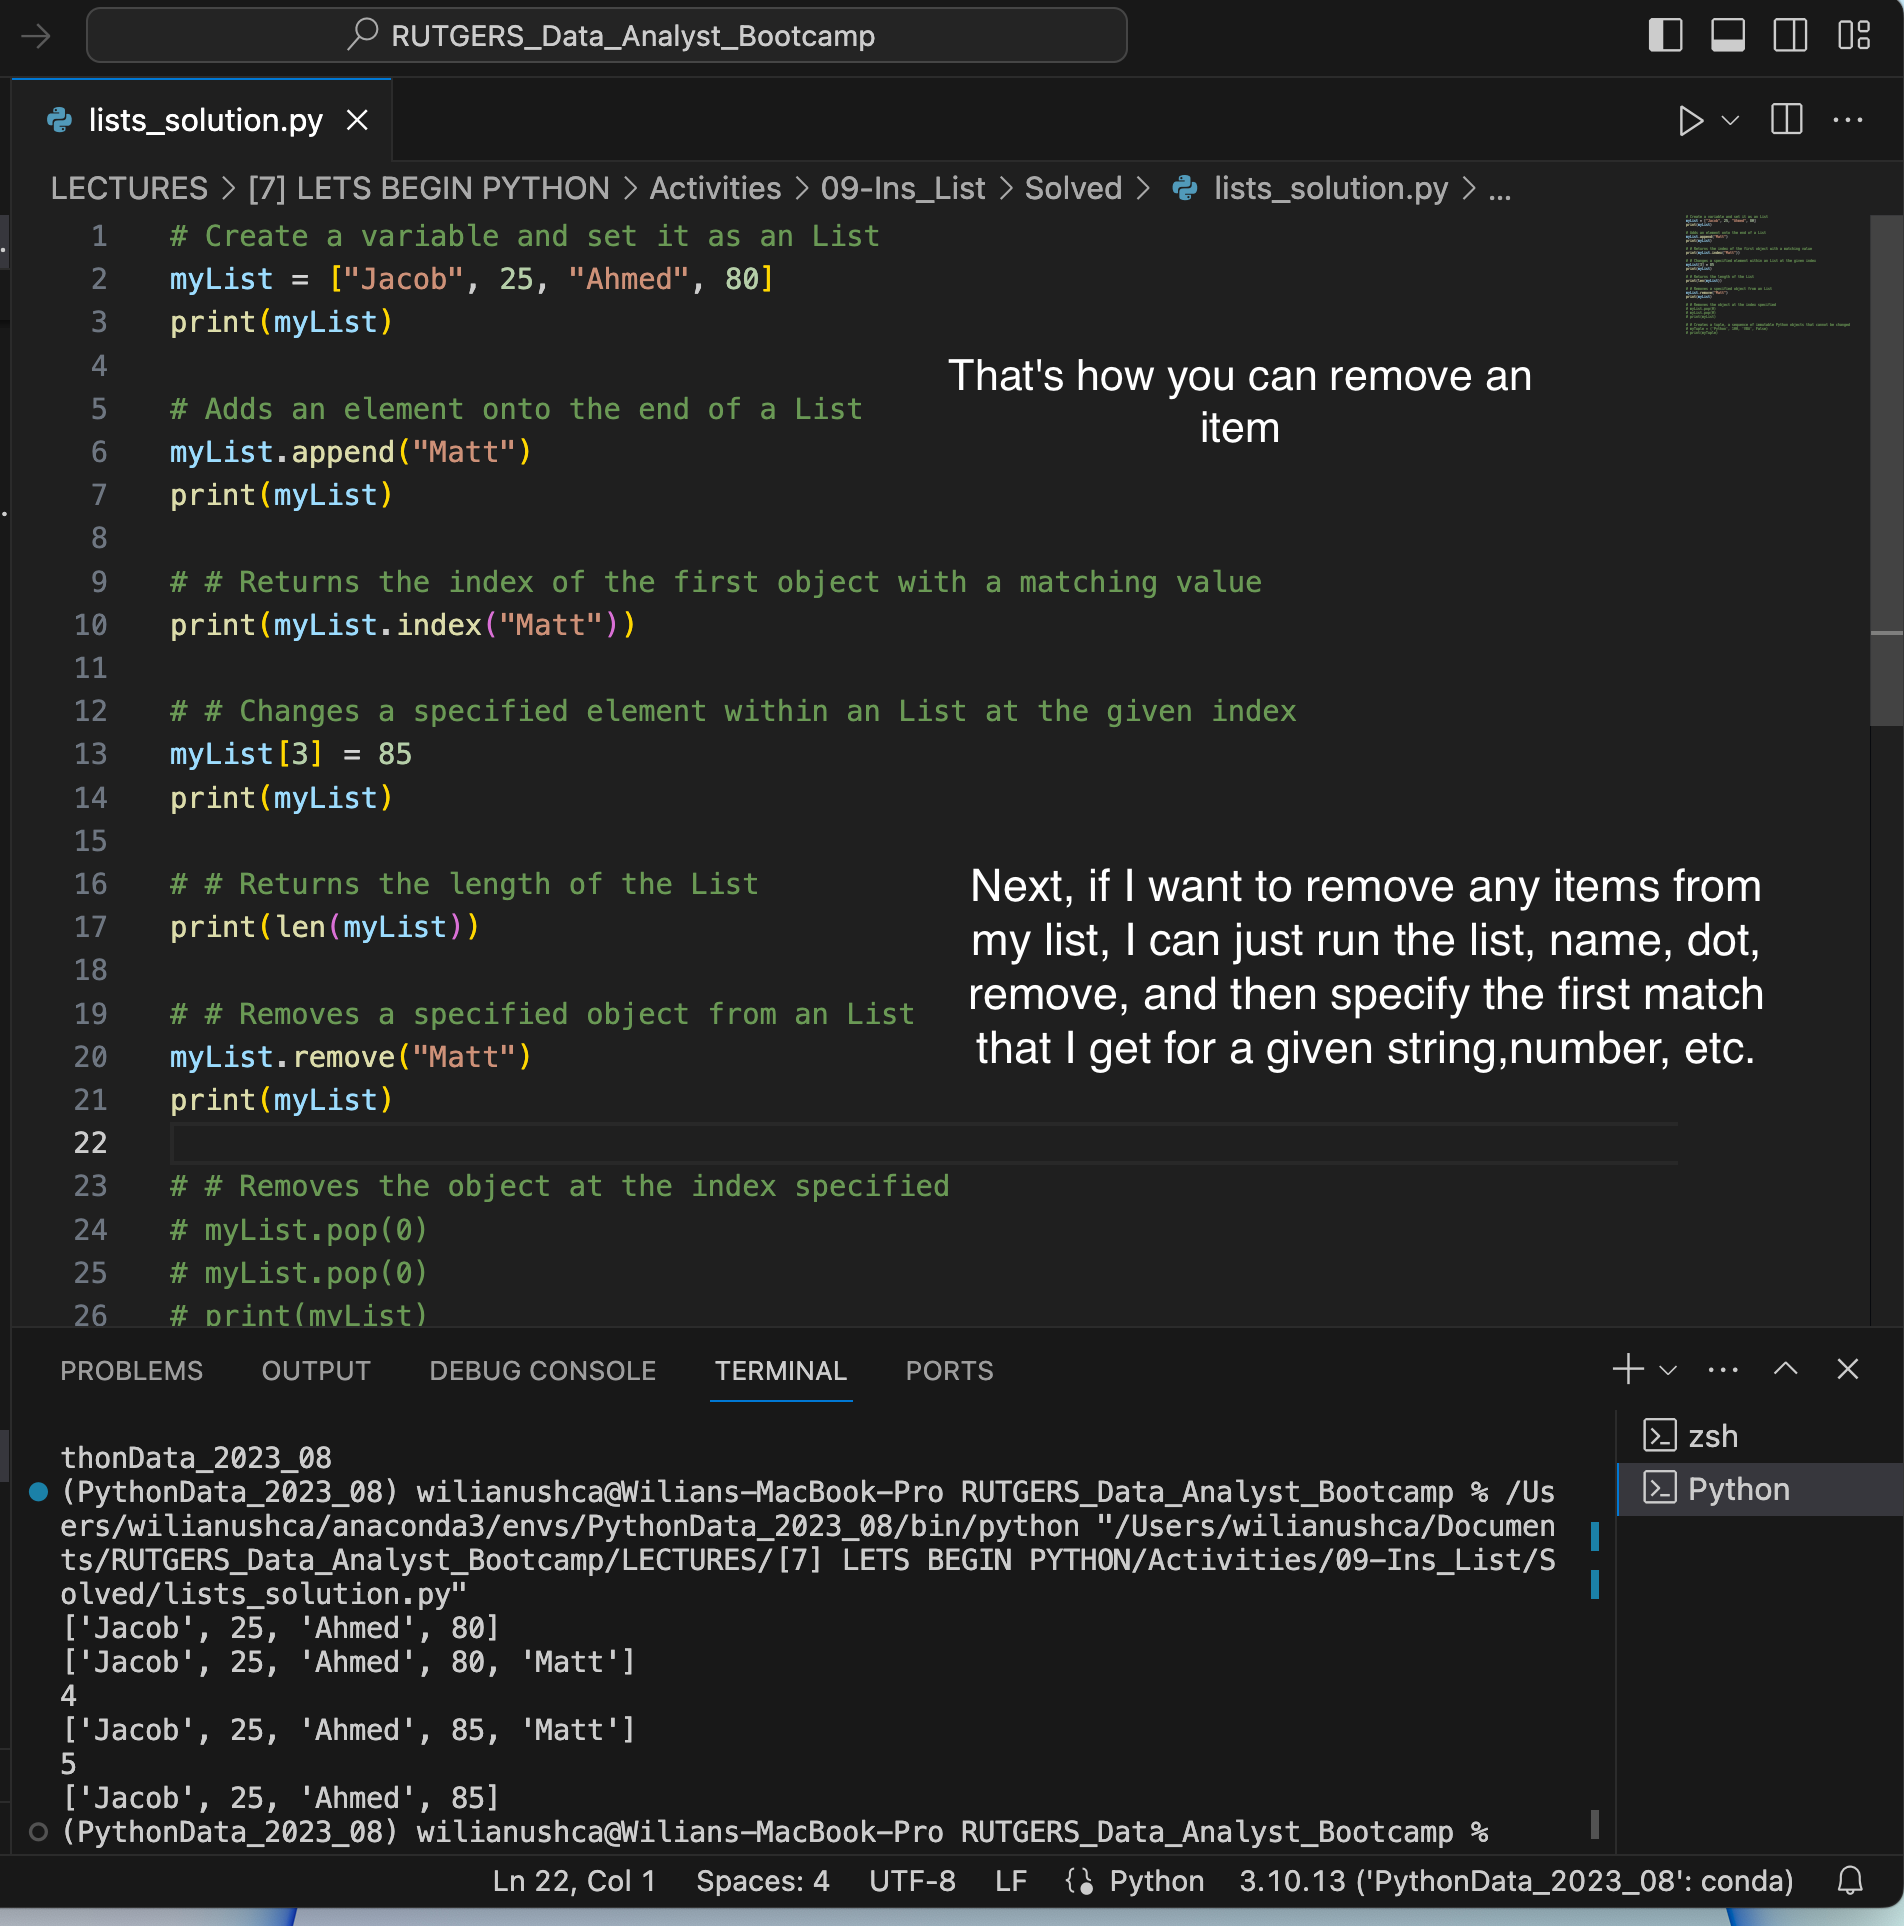 RUTGERS_Data_Analyst_Bootcamp
lists_solution.py
LECTURES > [7] LETS BEGIN PYTHON > Activities > 09-Ins_List > Solved > lists_solution.py > ...
1 # Create a variable and set it as an List
2 myList = ["Jacob", 25, "Ahmed", 80]
3 print(myList)
4
5 # Adds an element onto the end of a List
6 myList.append("Matt")
7 print(myList)
8
9 # # Returns the index of the first object with a matching value
10 print(myList.index("Matt"))
11
12 # # Changes a specified element within an List at the given index
13 myList[3] = 85
14 print(myList)
15
16 # # Returns the length of the List
17 print(len(myList))
18
19 # # Removes a specified object from an List
20 myList.remove("Matt")
21 print(myList)
22
23 # # Removes the object at the index specified
24 # myList.pop(0)
25 # myList.pop(0)
26 # print(myList)
That's how you can remove an
item
Next, if I want to remove any items from
my list, I can just run the list, name, dot,
remove, and then specify the first match
that I get for a given string,number, etc.
PROBLEMS OUTPUT DEBUG CONSOLE TERMINAL PORTS
thonData_2023_08
(PythonData_2023_08) wilianushca@Wilians-MacBook-Pro RUTGERS_Data_Analyst_Bootcamp % /Us
ers/wilianushca/anaconda3/envs/PythonData_2023_08/bin/python "/Users/wilianushca/Documen
ts/RUTGERS_Data_Analyst_Bootcamp/LECTURES/[7] LETS BEGIN PYTHON/Activities/09-Ins_List/S
olved/lists_solution.py"
['Jacob', 25, 'Ahmed', 80]
['Jacob', 25, 'Ahmed', 80, 'Matt']
4
['Jacob', 25, 'Ahmed', 85, 'Matt']
5
['Jacob', 25, 'Ahmed', 85]
(PythonData_2023_08) wilianushca@Wilians-MacBook-Pro RUTGERS_Data_Analyst_Bootcamp %
zsh
Python
Ln 22, Col 1 Spaces: 4 UTF-8 LF Python 3.10.13 ('PythonData_2023_08': conda)